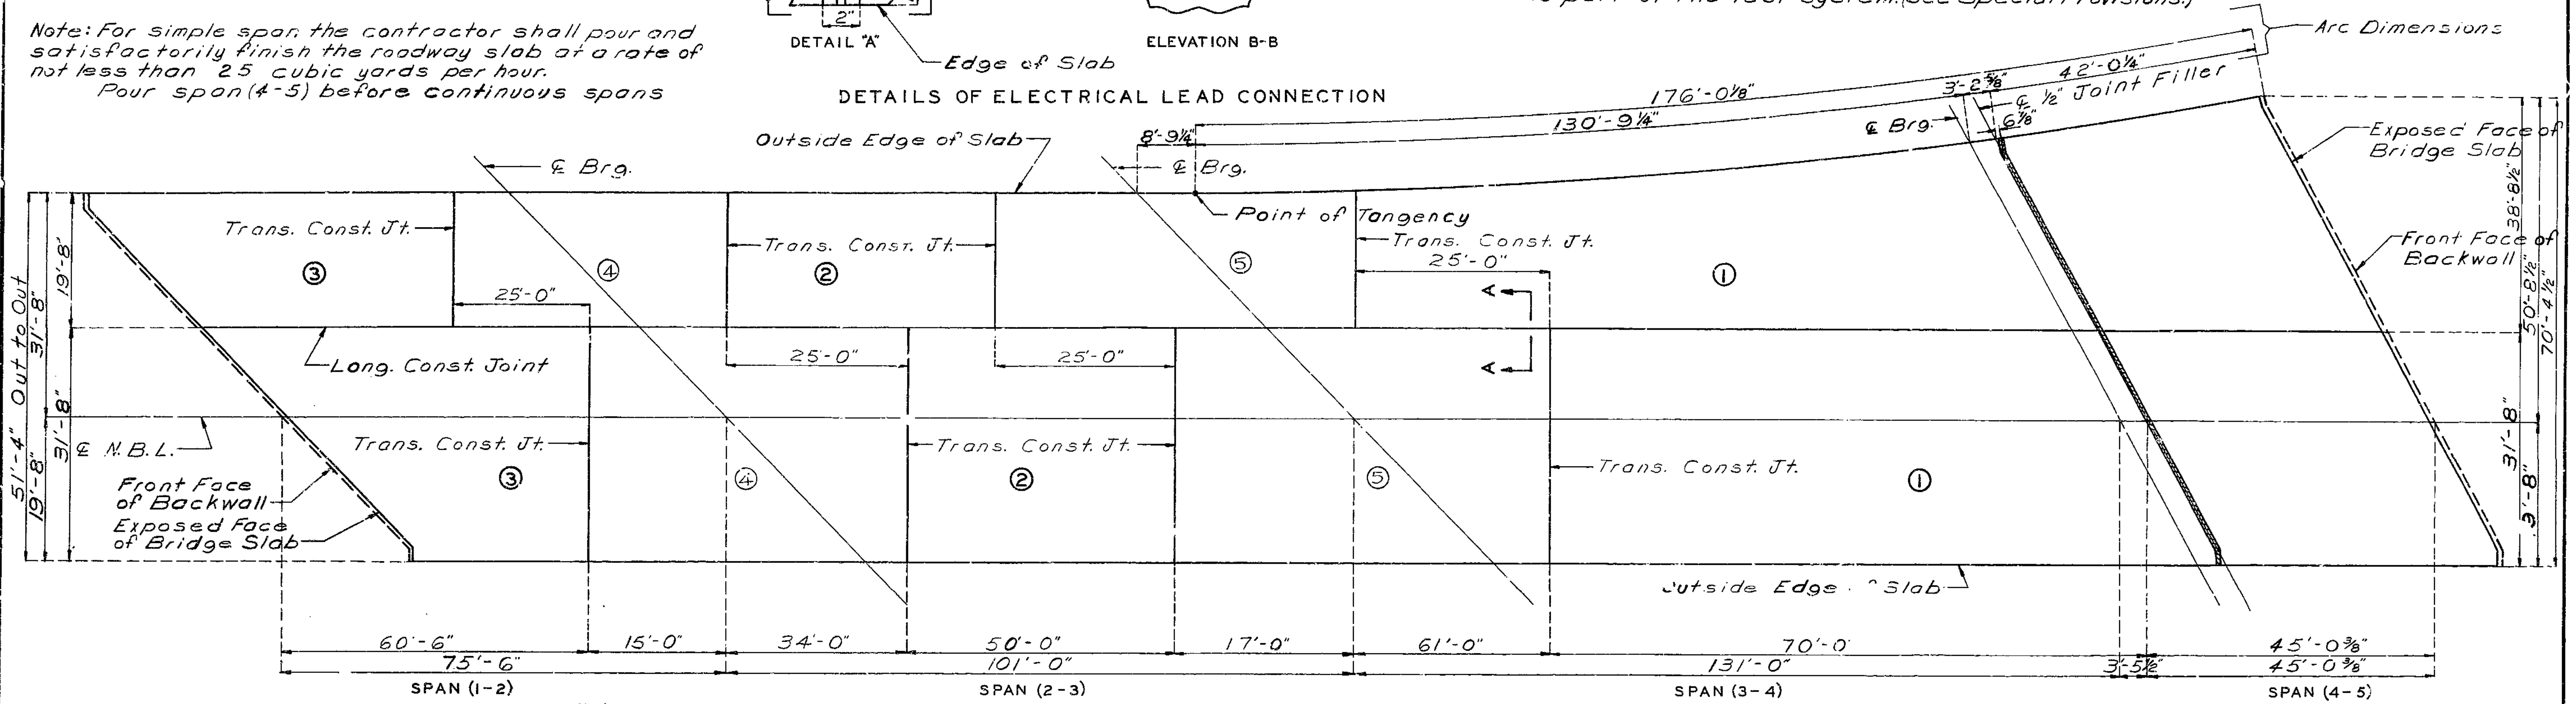 is part of the test system. (See Special Provisions.)
Note: For simple span the contractor shall pour and
satisfactorily finish the roadway slab at a rate of
not less than 25 cubic yards per hour.
Pour span (4-5) before continuous spans
2"
DETAIL "A"
Edge of Slab
ELEVATION B-B
DETAILS OF ELECTRICAL LEAD CONNECTION
Arc Dimensions
176'-0⅛"
42'-0¼"
3'-2⅝"
130'-9¼"
8'-9¼"
6⅞"
℄ ½" Joint Filler
℄ Brg.
℄ Brg.
℄ Brg.
Outside Edge of Slab
Point of Tangency
Exposed Face of
Bridge Slab
Front Face of
Backwall
Trans. Const. Jt.
Trans. Const. Jt.
Trans. Const. Jt.
3
4
2
5
1
25'-0"
25'-0"
25'-0"
25'-0"
A
A
Long. Const. Joint
51'-4" Out to Out
31'-8"
19'-8"
19'-8"
31'-8"
38'-8½"
50'-8½"
70'-4½"
31'-8"
℄ N.B.L.
Trans. Const. Jt.
Trans. Const. Jt.
Trans. Const. Jt.
3
4
2
5
1
Front Face
of Backwall
Exposed Face
of Bridge Slab
Outside Edge Slab
60'-6"
15'-0"
34'-0"
50'-0"
17'-0"
61'-0"
70'-0
45'-0⅜"
75'-6"
101'-0"
131'-0"
3'-5½"
45'-0⅜"
SPAN (1-2)
SPAN (2-3)
SPAN (3-4)
SPAN (4-5)